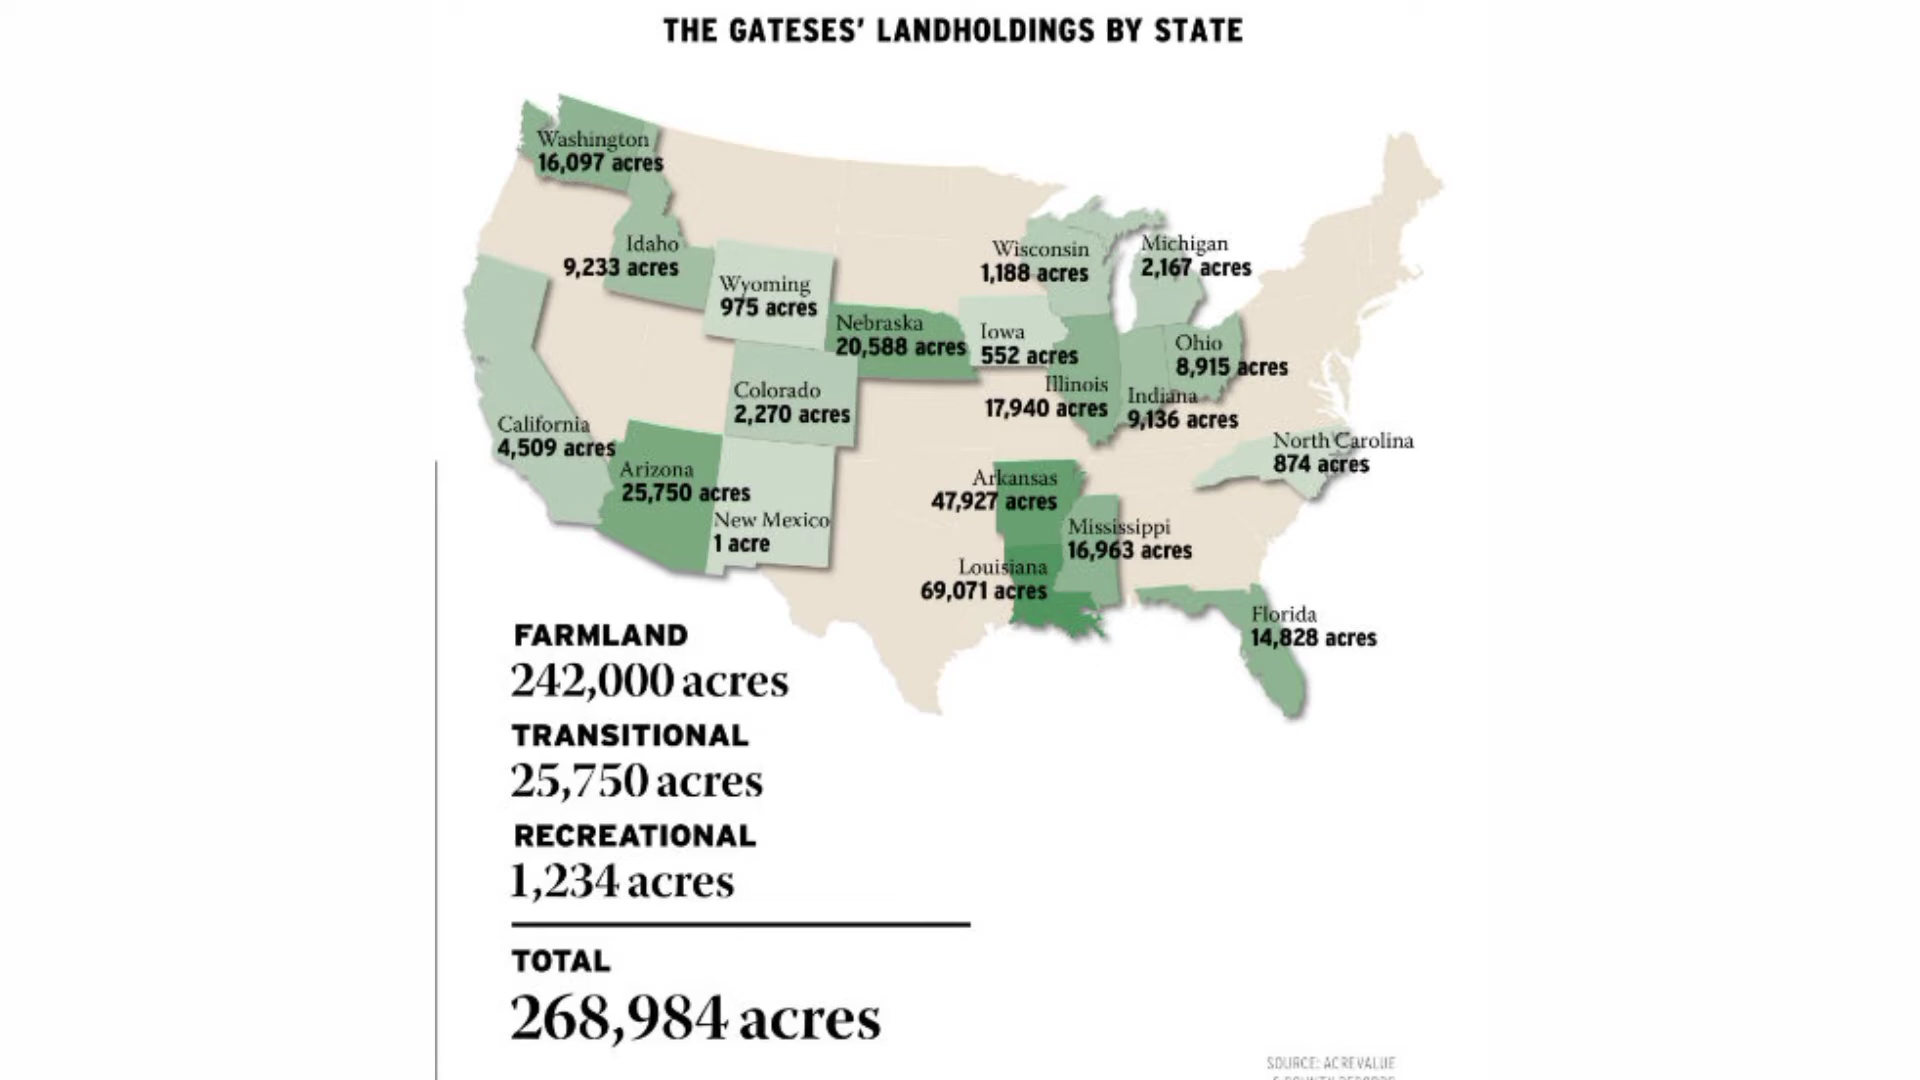 THE GATESES' LANDHOLDINGS BY STATE
Washington
16,097 acres
Idaho
9,233 acres
Wyoming
975 acres
Nebraska
20,588 acres
Iowa
552 acres
Wisconsin
1,188 acres
Michigan
2,167 acres
Ohio
8,915 acres
Illinois
17,940 acres
Indiana
9,136 acres
Colorado
2,270 acres
California
4,509 acres
Arizona
25,750 acres
New Mexico
1 acre
North Carolina
874 acres
Arkansas
47,927 acres
Mississippi
16,963 acres
Louisiana
69,071 acres
Florida
14,828 acres
FARMLAND
242,000 acres
TRANSITIONAL
25,750 acres
RECREATIONAL
1,234 acres
TOTAL
268,984 acres
SOURCE: ACREVALUE
& COUNTY RECORDS